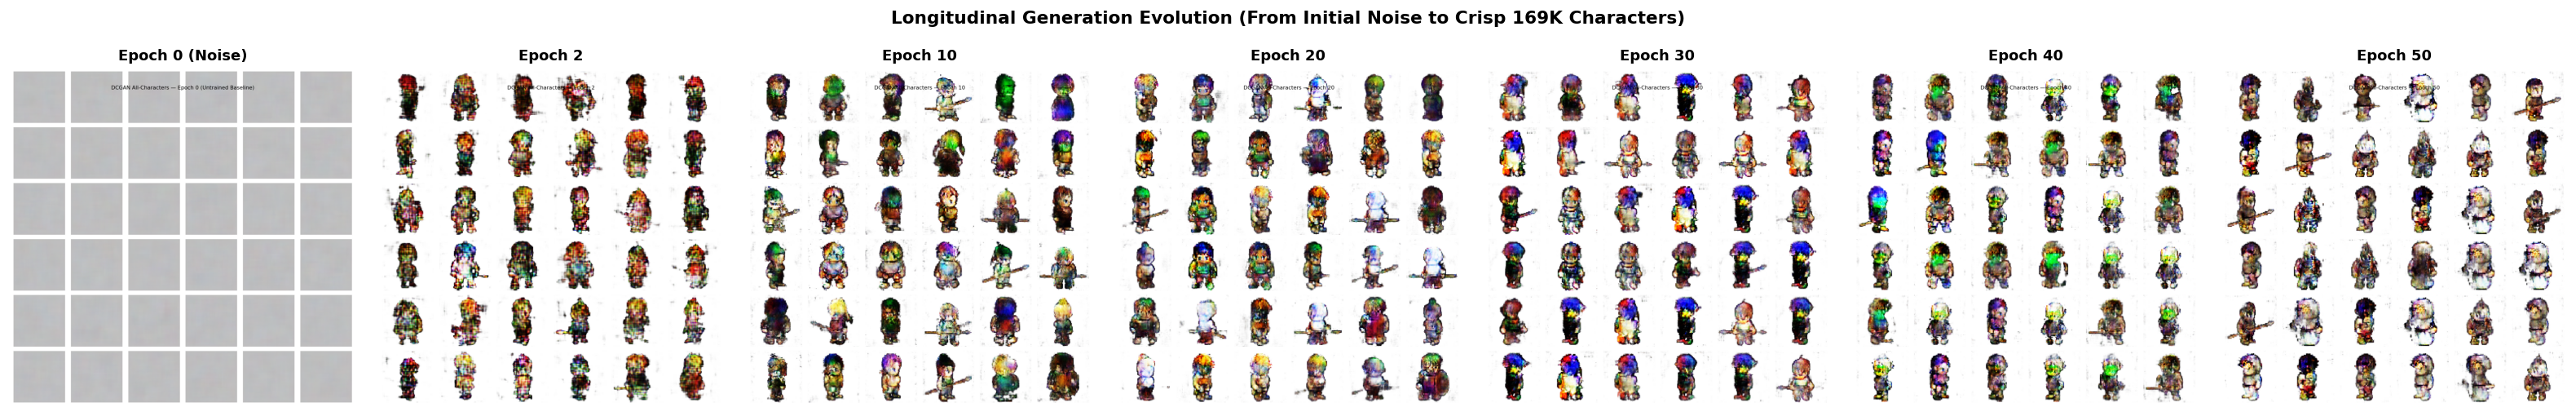 Longitudinal Generation Evolution (From Initial Noise to Crisp 169K Characters)
Epoch 0 (Noise)
Epoch 2
Epoch 10
Epoch 20
Epoch 30
Epoch 40
Epoch 50
DCGAN All-Characters — Epoch 0 (Untrained Baseline)